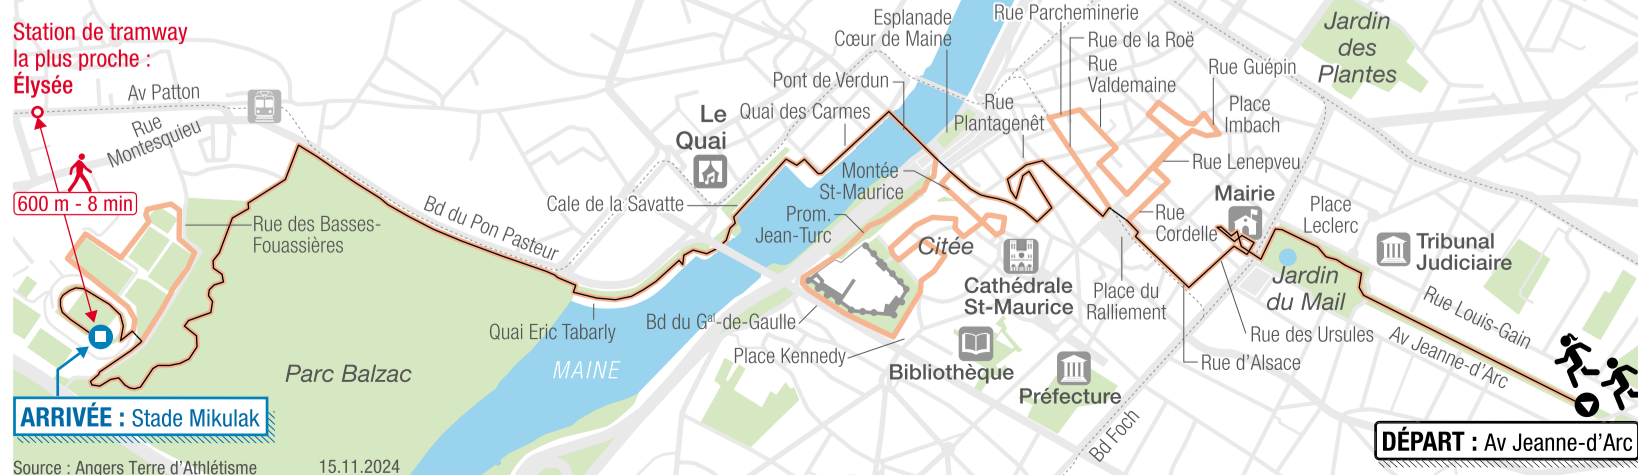 Station de tramway
la plus proche :
Élysée
Av Patton
Rue
Montesquieu
600 m - 8 min
Rue des Basses-
Fouassières
Bd du Pon Pasteur
Parc Balzac
ARRIVÉE : Stade Mikulak
Source : Angers Terre d'Athlétisme
15.11.2024
Le
Quai
Cale de la Savatte
Quai Eric Tabarly
MAINE
Quai des Carmes
Pont de Verdun
Esplanade
Cœur de Maine
Montée
St-Maurice
Prom.
Jean-Turc
Bd du Gal-de-Gaulle
Place Kennedy
Citée
Cathédrale
St-Maurice
Bibliothèque
Préfecture
Rue Parcheminerie
Rue de la Roë
Rue
Valdemaine
Rue
Plantagenêt
Rue Guépin
Place
Imbach
Rue Lenepveu
Mairie
Rue
Cordelle
Place du
Ralliement
Rue d'Alsace
Rue des Ursules
Bd Foch
Jardin
des
Plantes
Place
Leclerc
Jardin
du Mail
Tribunal
Judiciaire
Rue Louis-Gain
Av Jeanne-d'Arc
DÉPART : Av Jeanne-d'Arc